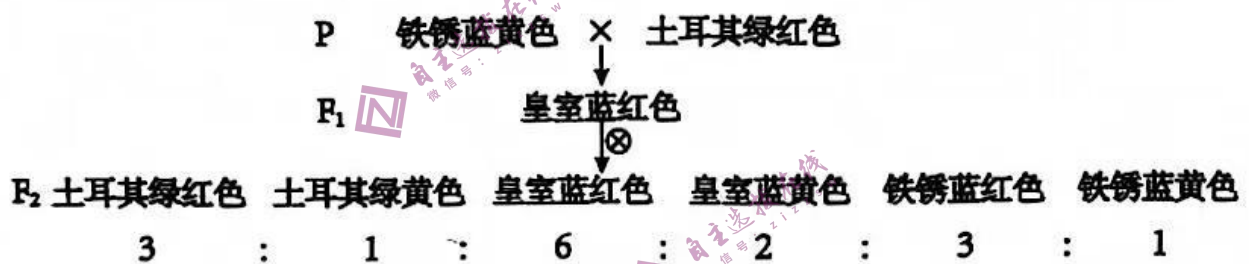 P 铁锈蓝黄色 × 土耳其绿红色
F₁ 皇室蓝红色
⊗
F₂ 土耳其绿红色 土耳其绿黄色 皇室蓝红色 皇室蓝黄色 铁锈蓝红色 铁锈蓝黄色
3 : 1 : 6 : 2 : 3 : 1